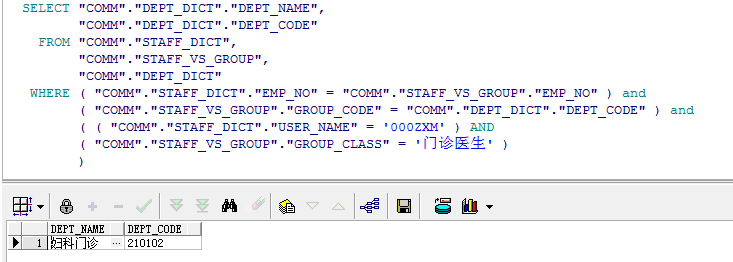 SELECT "COMM"."DEPT_DICT"."DEPT_NAME",
"COMM"."DEPT_DICT"."DEPT_CODE"
FROM "COMM"."STAFF_DICT",
"COMM"."STAFF_VS_GROUP",
"COMM"."DEPT_DICT"
WHERE ( "COMM"."STAFF_DICT"."EMP_NO" = "COMM"."STAFF_VS_GROUP"."EMP_NO" ) and
( "COMM"."STAFF_VS_GROUP"."GROUP_CODE" = "COMM"."DEPT_DICT"."DEPT_CODE" ) and
( ( "COMM"."STAFF_DICT"."USER_NAME" = '000ZXM' ) AND
( "COMM"."STAFF_VS_GROUP"."GROUP_CLASS" = '门诊医生' )
)
DEPT_NAME DEPT_CODE
1 妇科门诊 ··· 210102